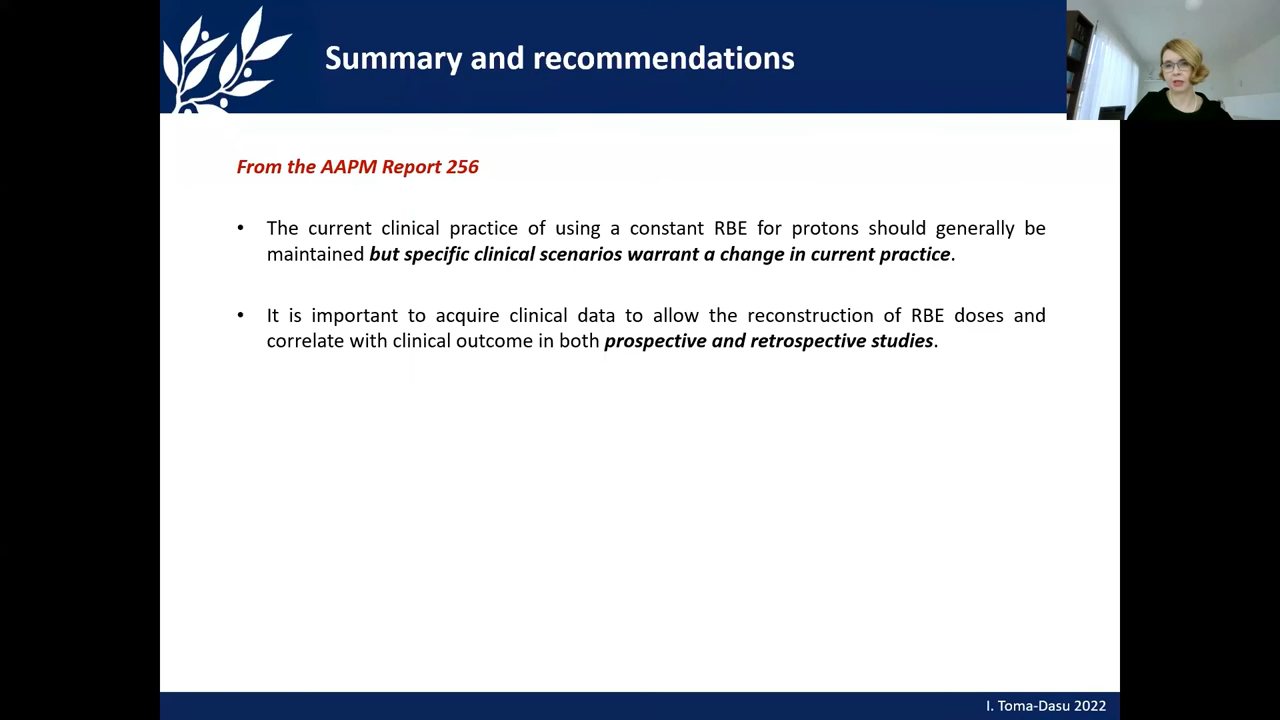 Summary and recommendations
From the AAPM Report 256
• The current clinical practice of using a constant RBE for protons should generally be
maintained but specific clinical scenarios warrant a change in current practice.
• It is important to acquire clinical data to allow the reconstruction of RBE doses and
correlate with clinical outcome in both prospective and retrospective studies.
I. Toma-Dasu 2022